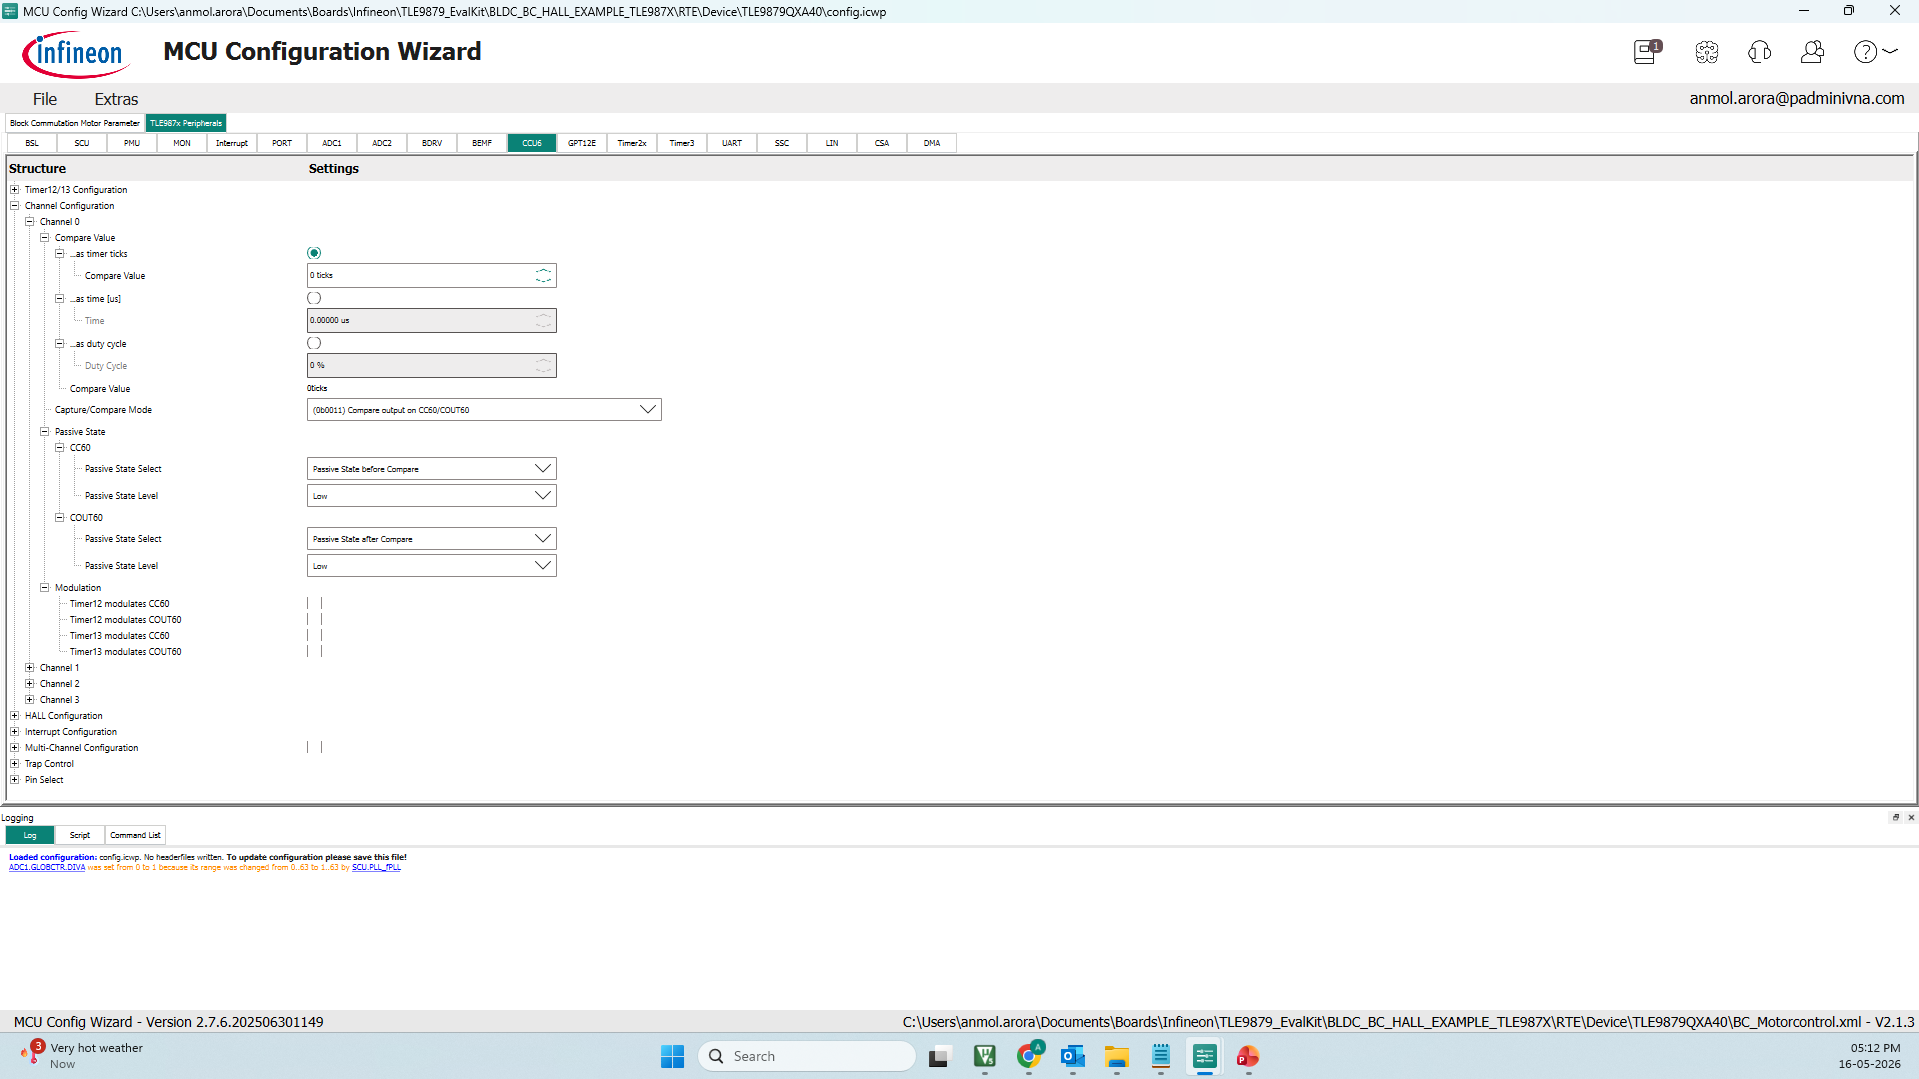 MCU Config Wizard C:\Users\anmol.arora\Documents\Boards\Infineon\TLE9879_EvalKit\BLDC_BC_HALL_EXAMPLE_TLE987X\RTE\Device\TLE9879QXA40\config.icwp
infineon
MCU Configuration Wizard
1
File Extras
anmol.arora@padminivna.com
Block Commutation Motor Parameter TLE987x Peripherals
BSL SCU PMU MON Interrupt PORT ADC1 ADC2 BDRV BEMF CCU6 GPT12E Timer2x Timer3 UART SSC LIN CSA DMA
Structure Settings
Timer12/13 Configuration
Channel Configuration
Channel 0
Compare Value
...as timer ticks
Compare Value 0 ticks
...as time [us]
Time 0.00000 us
...as duty cycle
Duty Cycle 0 %
Compare Value 0ticks
Capture/Compare Mode (0b0011) Compare output on CC60/COUT60
Passive State
CC60
Passive State Select Passive State before Compare
Passive State Level Low
COUT60
Passive State Select Passive State after Compare
Passive State Level Low
Modulation
Timer12 modulates CC60
Timer12 modulates COUT60
Timer13 modulates CC60
Timer13 modulates COUT60
Channel 1
Channel 2
Channel 3
HALL Configuration
Interrupt Configuration
Multi-Channel Configuration
Trap Control
Pin Select
Logging
Log Script Command List
Loaded configuration: config.icwp. No headerfiles written. To update configuration please save this file!
ADC1.GLOBCTR.DIVA was set from 0 to 1 because its range was changed from 0..63 to 1..63 by SCU.PLL_fPLL
MCU Config Wizard - Version 2.7.6.202506301149
C:\Users\anmol.arora\Documents\Boards\Infineon\TLE9879_EvalKit\BLDC_BC_HALL_EXAMPLE_TLE987X\RTE\Device\TLE9879QXA40\BC_Motorcontrol.xml - V2.1.3
3
Very hot weather
Now
Search
A
05:12 PM
16-05-2026